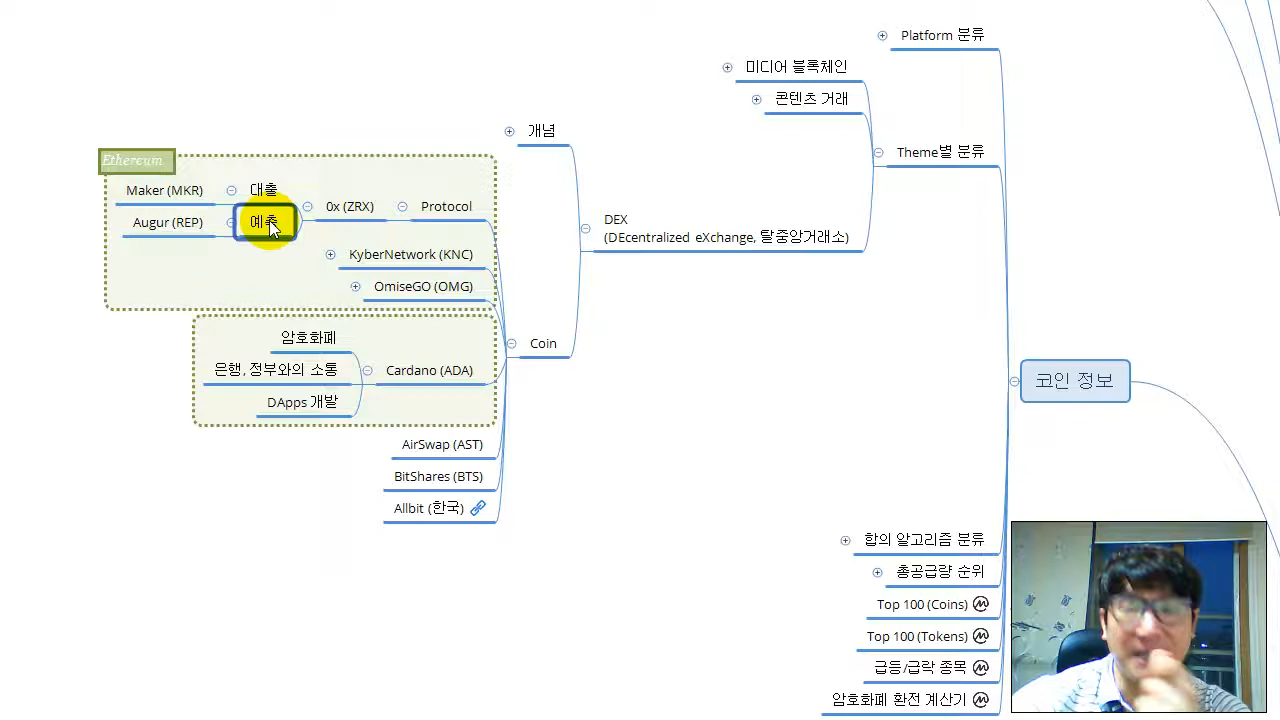 Platform 분류
미디어 블록체인
콘텐츠 거래
개념
Theme별 분류
Ethereum
Maker (MKR)
대출
0x (ZRX)
Protocol
Augur (REP)
예측
DEX
(DEcentralized eXchange, 탈중앙거래소)
KyberNetwork (KNC)
OmiseGO (OMG)
암호화폐
Coin
은행, 정부와의 소통
Cardano (ADA)
코인 정보
DApps 개발
AirSwap (AST)
BitShares (BTS)
Allbit (한국)
합의 알고리즘 분류
총공급량 순위
Top 100 (Coins)
Top 100 (Tokens)
급등/급락 종목
암호화폐 환전 계산기